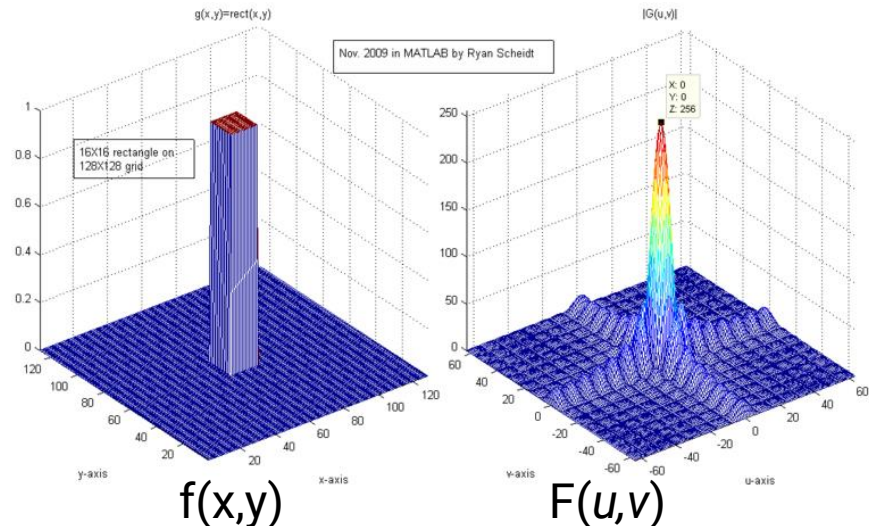 g(x,y)=rect(x,y)
|G(u,v)|
Nov. 2009 in MATLAB by Ryan Scheidt
X: 0
Y: 0
Z: 256
16X16 rectangle on
128X128 grid
1
0.8
0.6
0.4
0.2
0
120
100
80
60
40
20
20
40
60
80
100
120
y-axis
x-axis
250
200
150
100
50
0
60
40
20
0
-20
-40
-60
-60
-40
-20
0
20
40
60
v-axis
u-axis
f(x,y)
F(u,v)